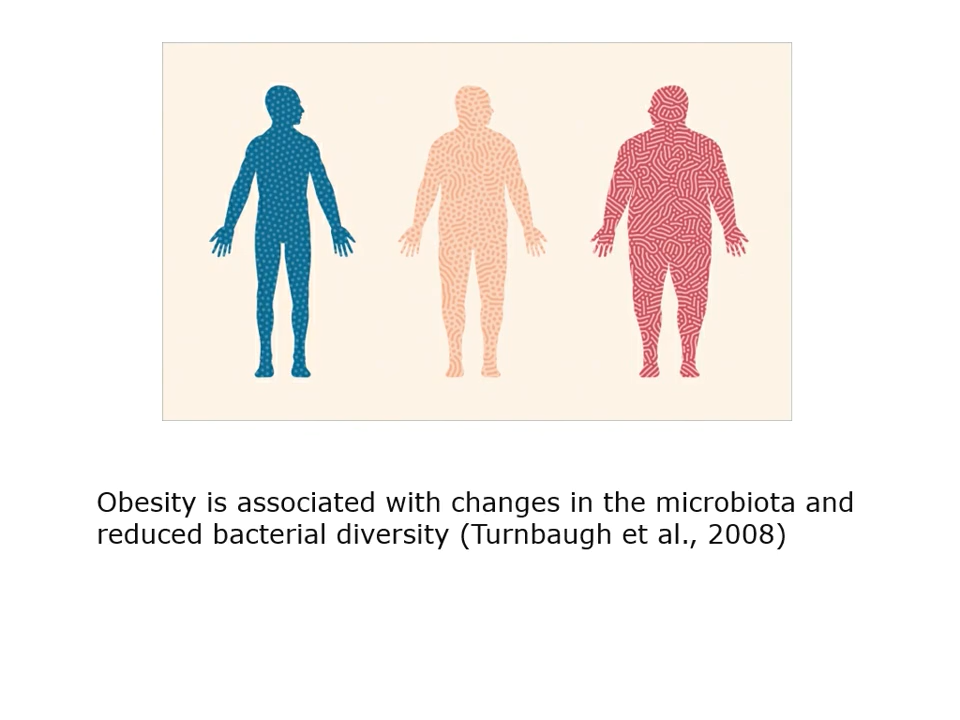 Obesity is associated with changes in the microbiota and
reduced bacterial diversity (Turnbaugh et al., 2008)